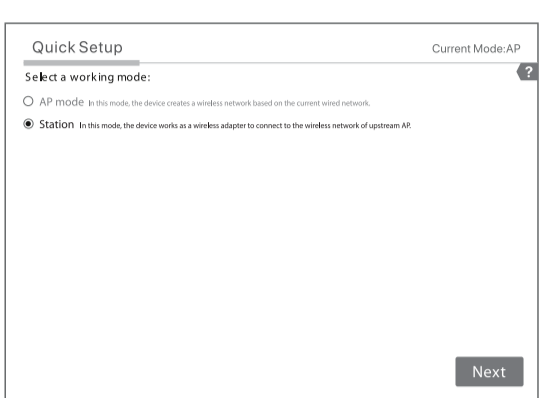 Quick Setup
Current Mode:AP
?
Select a working mode:
AP mode In this mode, the device creates a wireless network based on the current wired network.
Station In this mode, the device works as a wireless adapter to connect to the wireless network of upstream AP.
Next